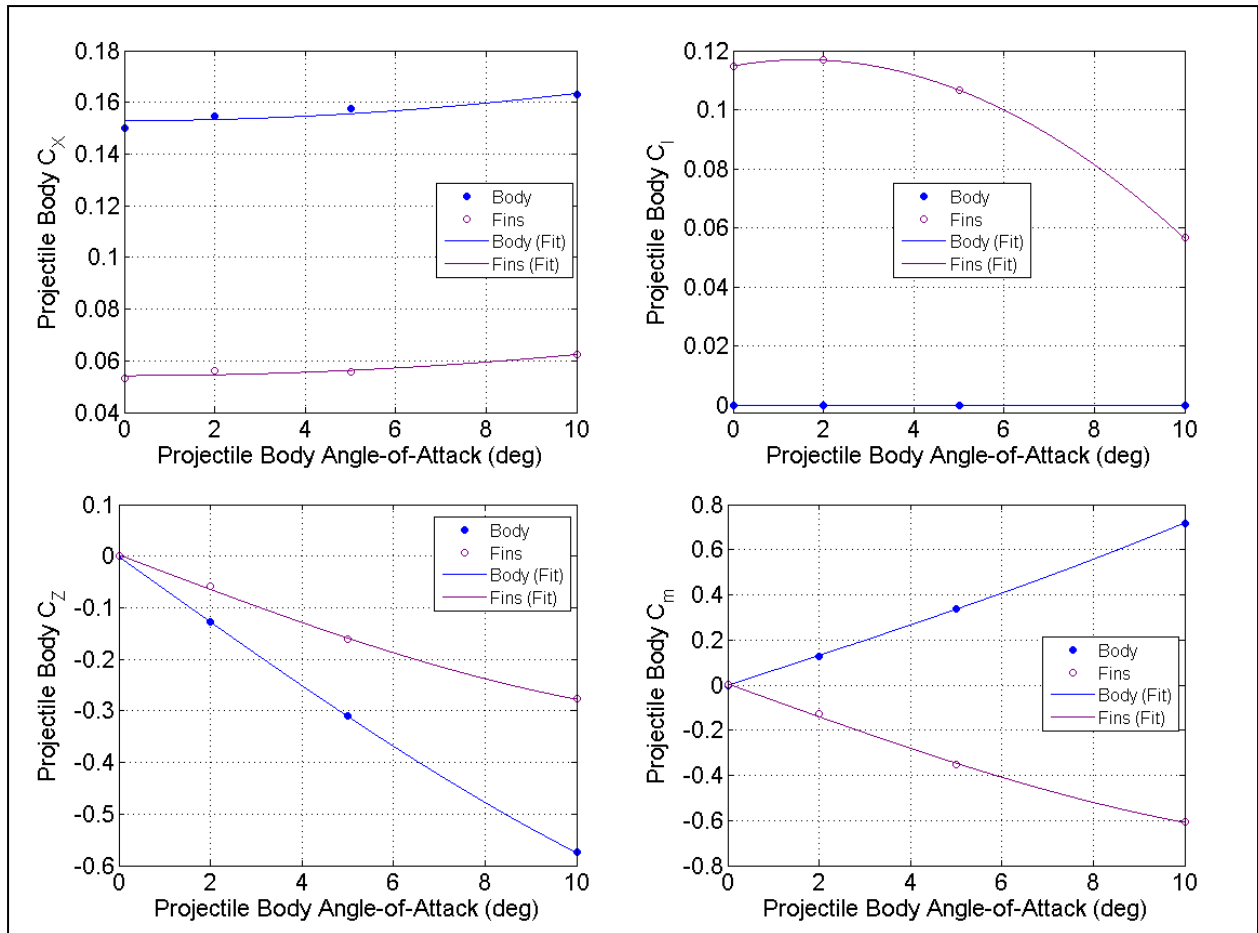 0.18
0.16
0.14
0.12
0.1
0.08
0.06
0.04
0 2 4 6 8 10
Projectile Body C_X
Projectile Body Angle-of-Attack (deg)
Body
Fins
Body (Fit)
Fins (Fit)
0.12
0.1
0.08
0.06
0.04
0.02
0
0 2 4 6 8 10
Projectile Body C_l
Projectile Body Angle-of-Attack (deg)
Body
Fins
Body (Fit)
Fins (Fit)
0.1
0
-0.1
-0.2
-0.3
-0.4
-0.5
-0.6
0 2 4 6 8 10
Projectile Body C_Z
Projectile Body Angle-of-Attack (deg)
Body
Fins
Body (Fit)
Fins (Fit)
0.8
0.6
0.4
0.2
0
-0.2
-0.4
-0.6
-0.8
0 2 4 6 8 10
Projectile Body C_m
Projectile Body Angle-of-Attack (deg)
Body
Fins
Body (Fit)
Fins (Fit)